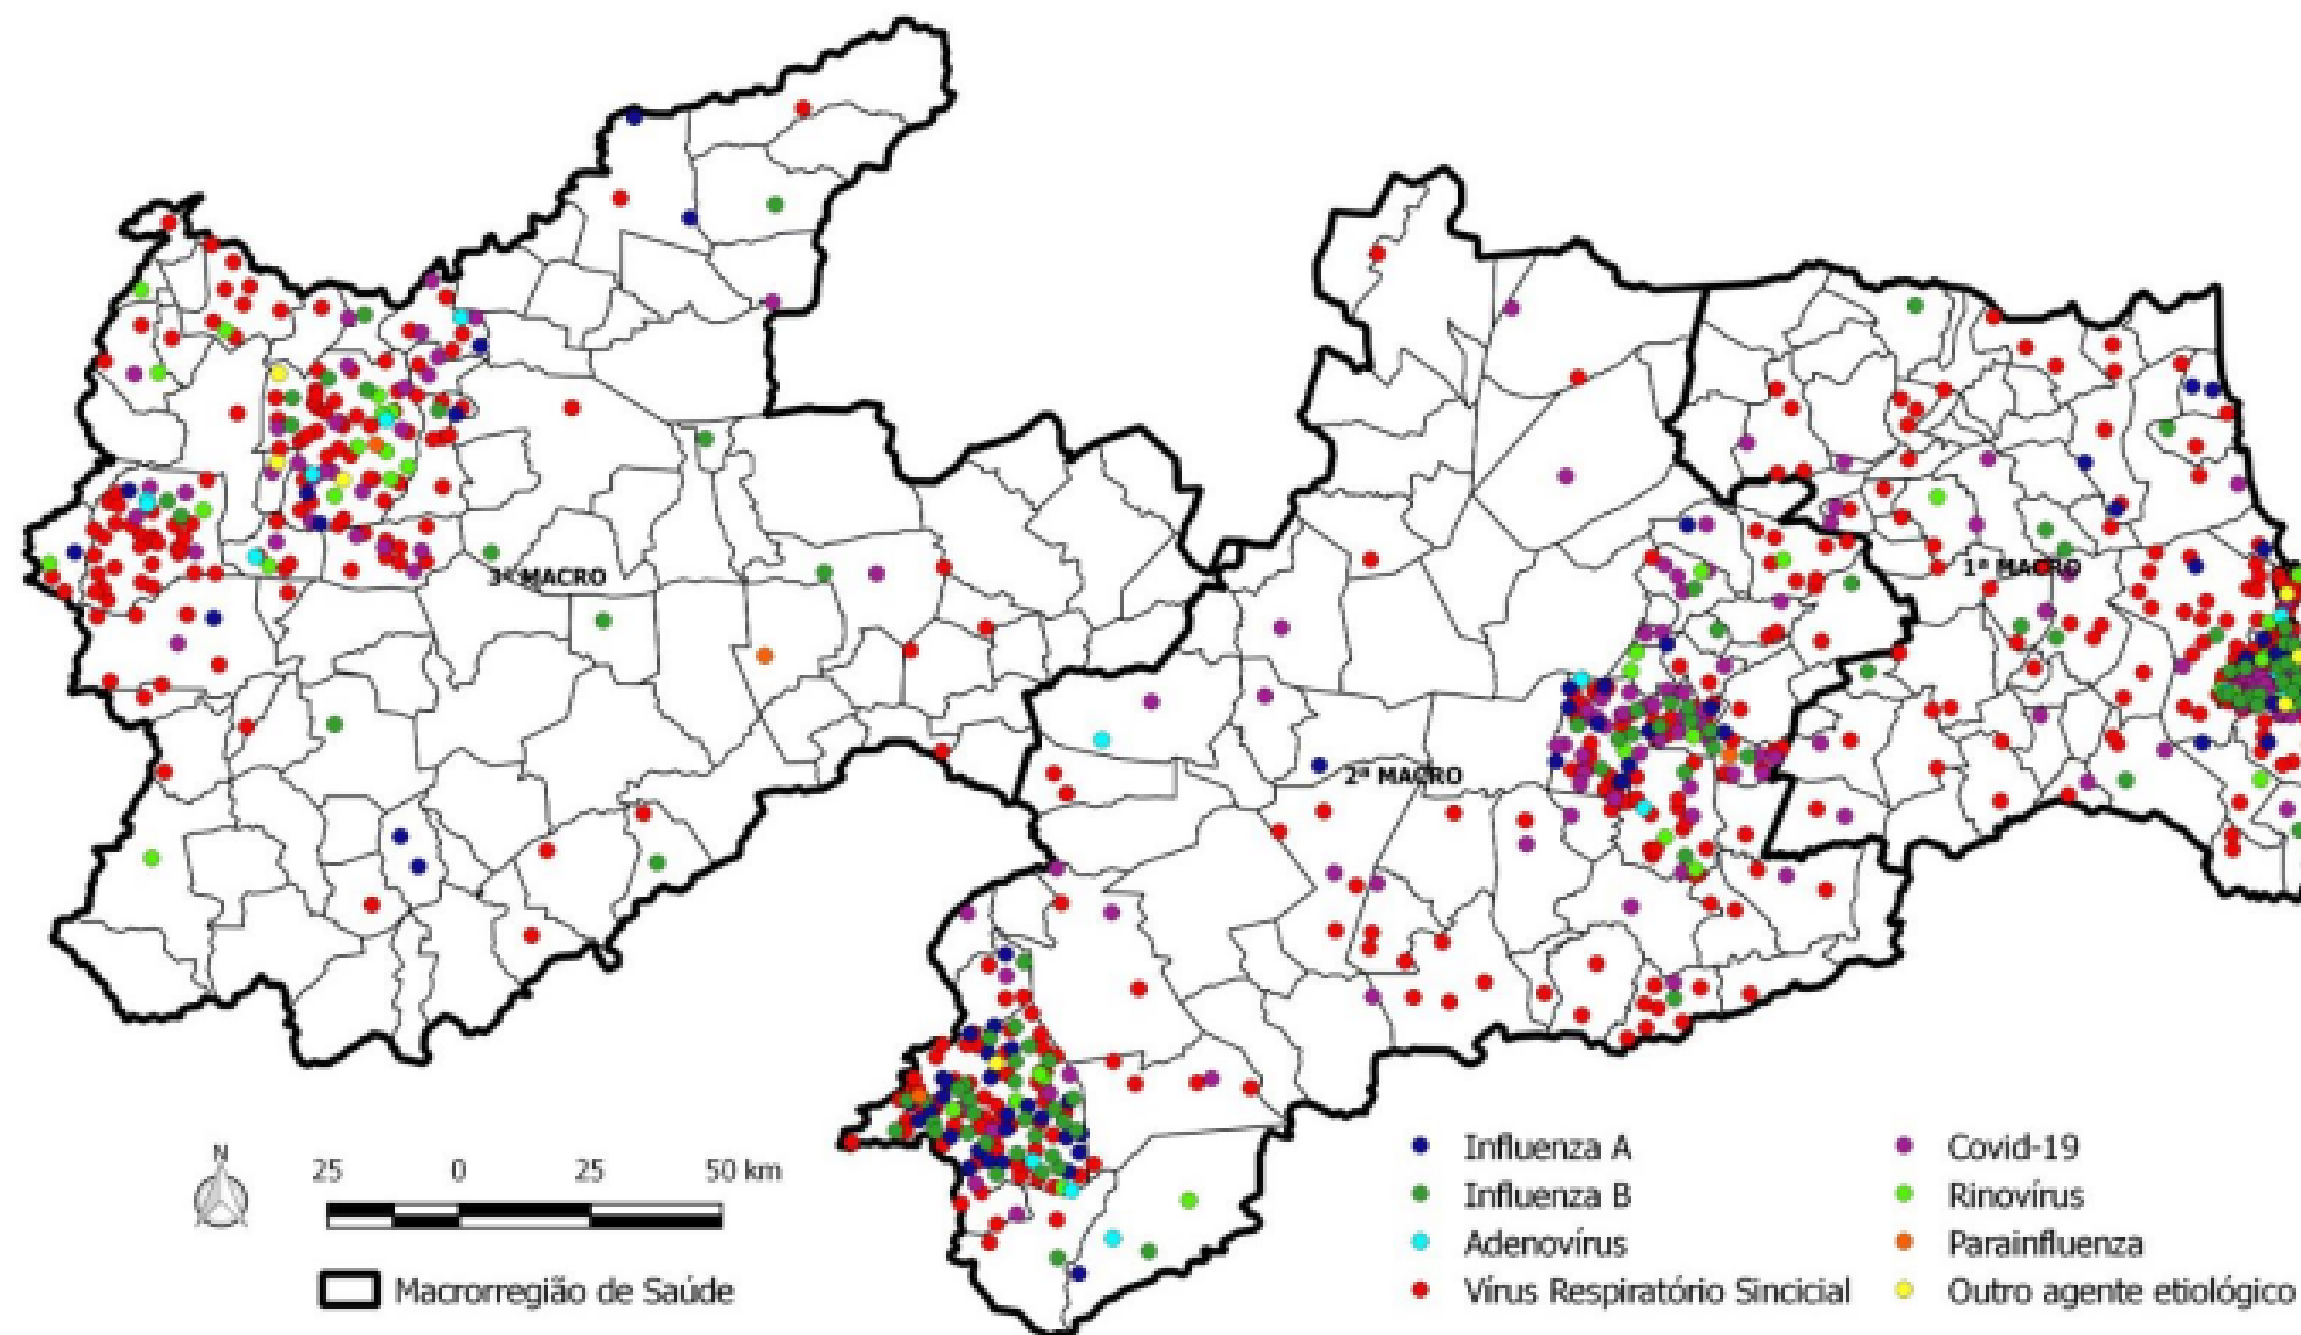 3ª MACRO
1ª MACRO
2ª MACRO
N
25 0 25 50 km
Macrorregião de Saúde
Influenza A
Influenza B
Adenovírus
Vírus Respiratório Sincicial
Covid-19
Rinovírus
Parainfluenza
Outro agente etiológico